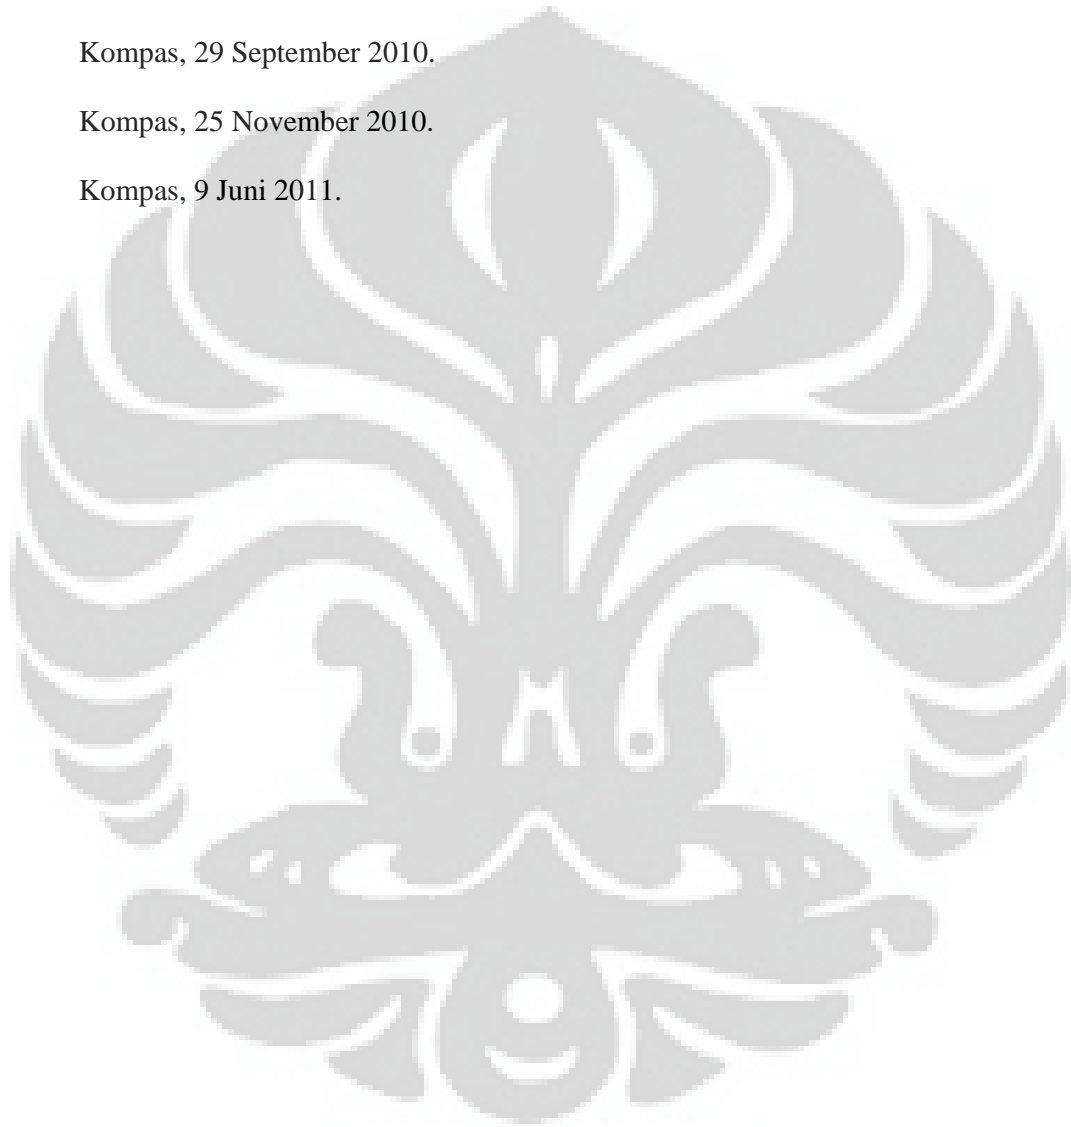 Kompas, 29 September 2010.
Kompas, 25 November 2010.
Kompas, 9 Juni 2011.